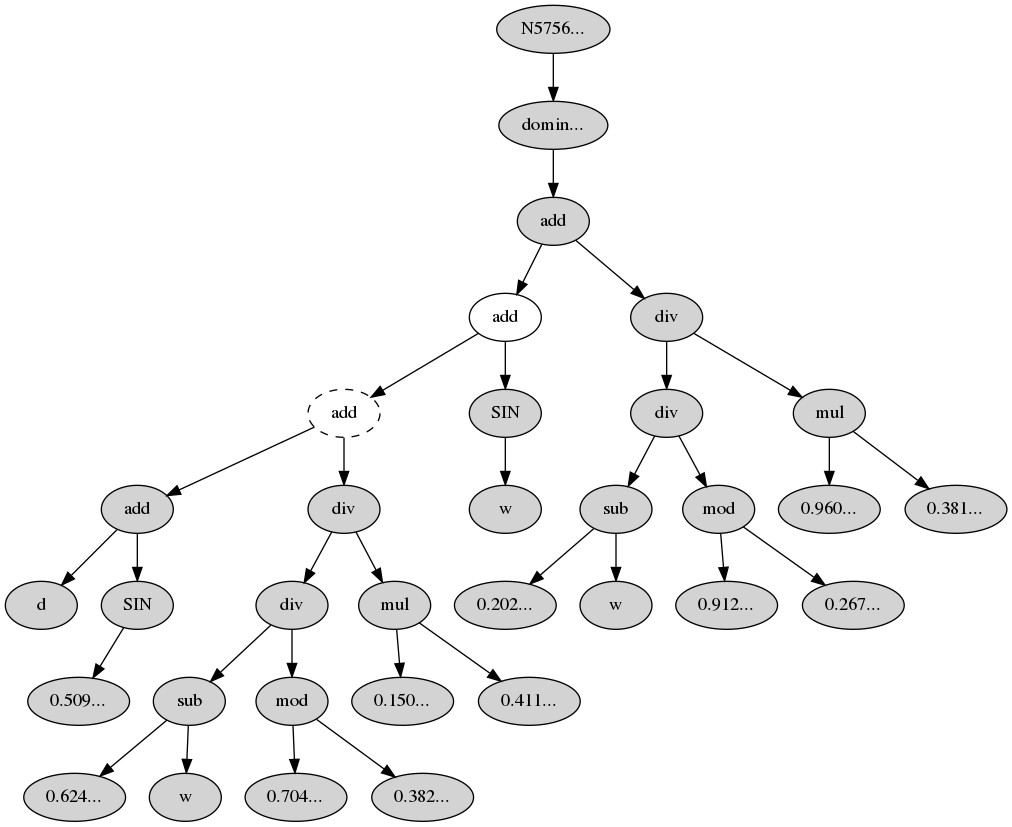 N5756...
domin...
add
add div
add SIN div mul
add div w sub mod 0.960... 0.381...
d SIN div mul 0.202... w 0.912... 0.267...
0.509... sub mod 0.150... 0.411...
0.624... w 0.704... 0.382...